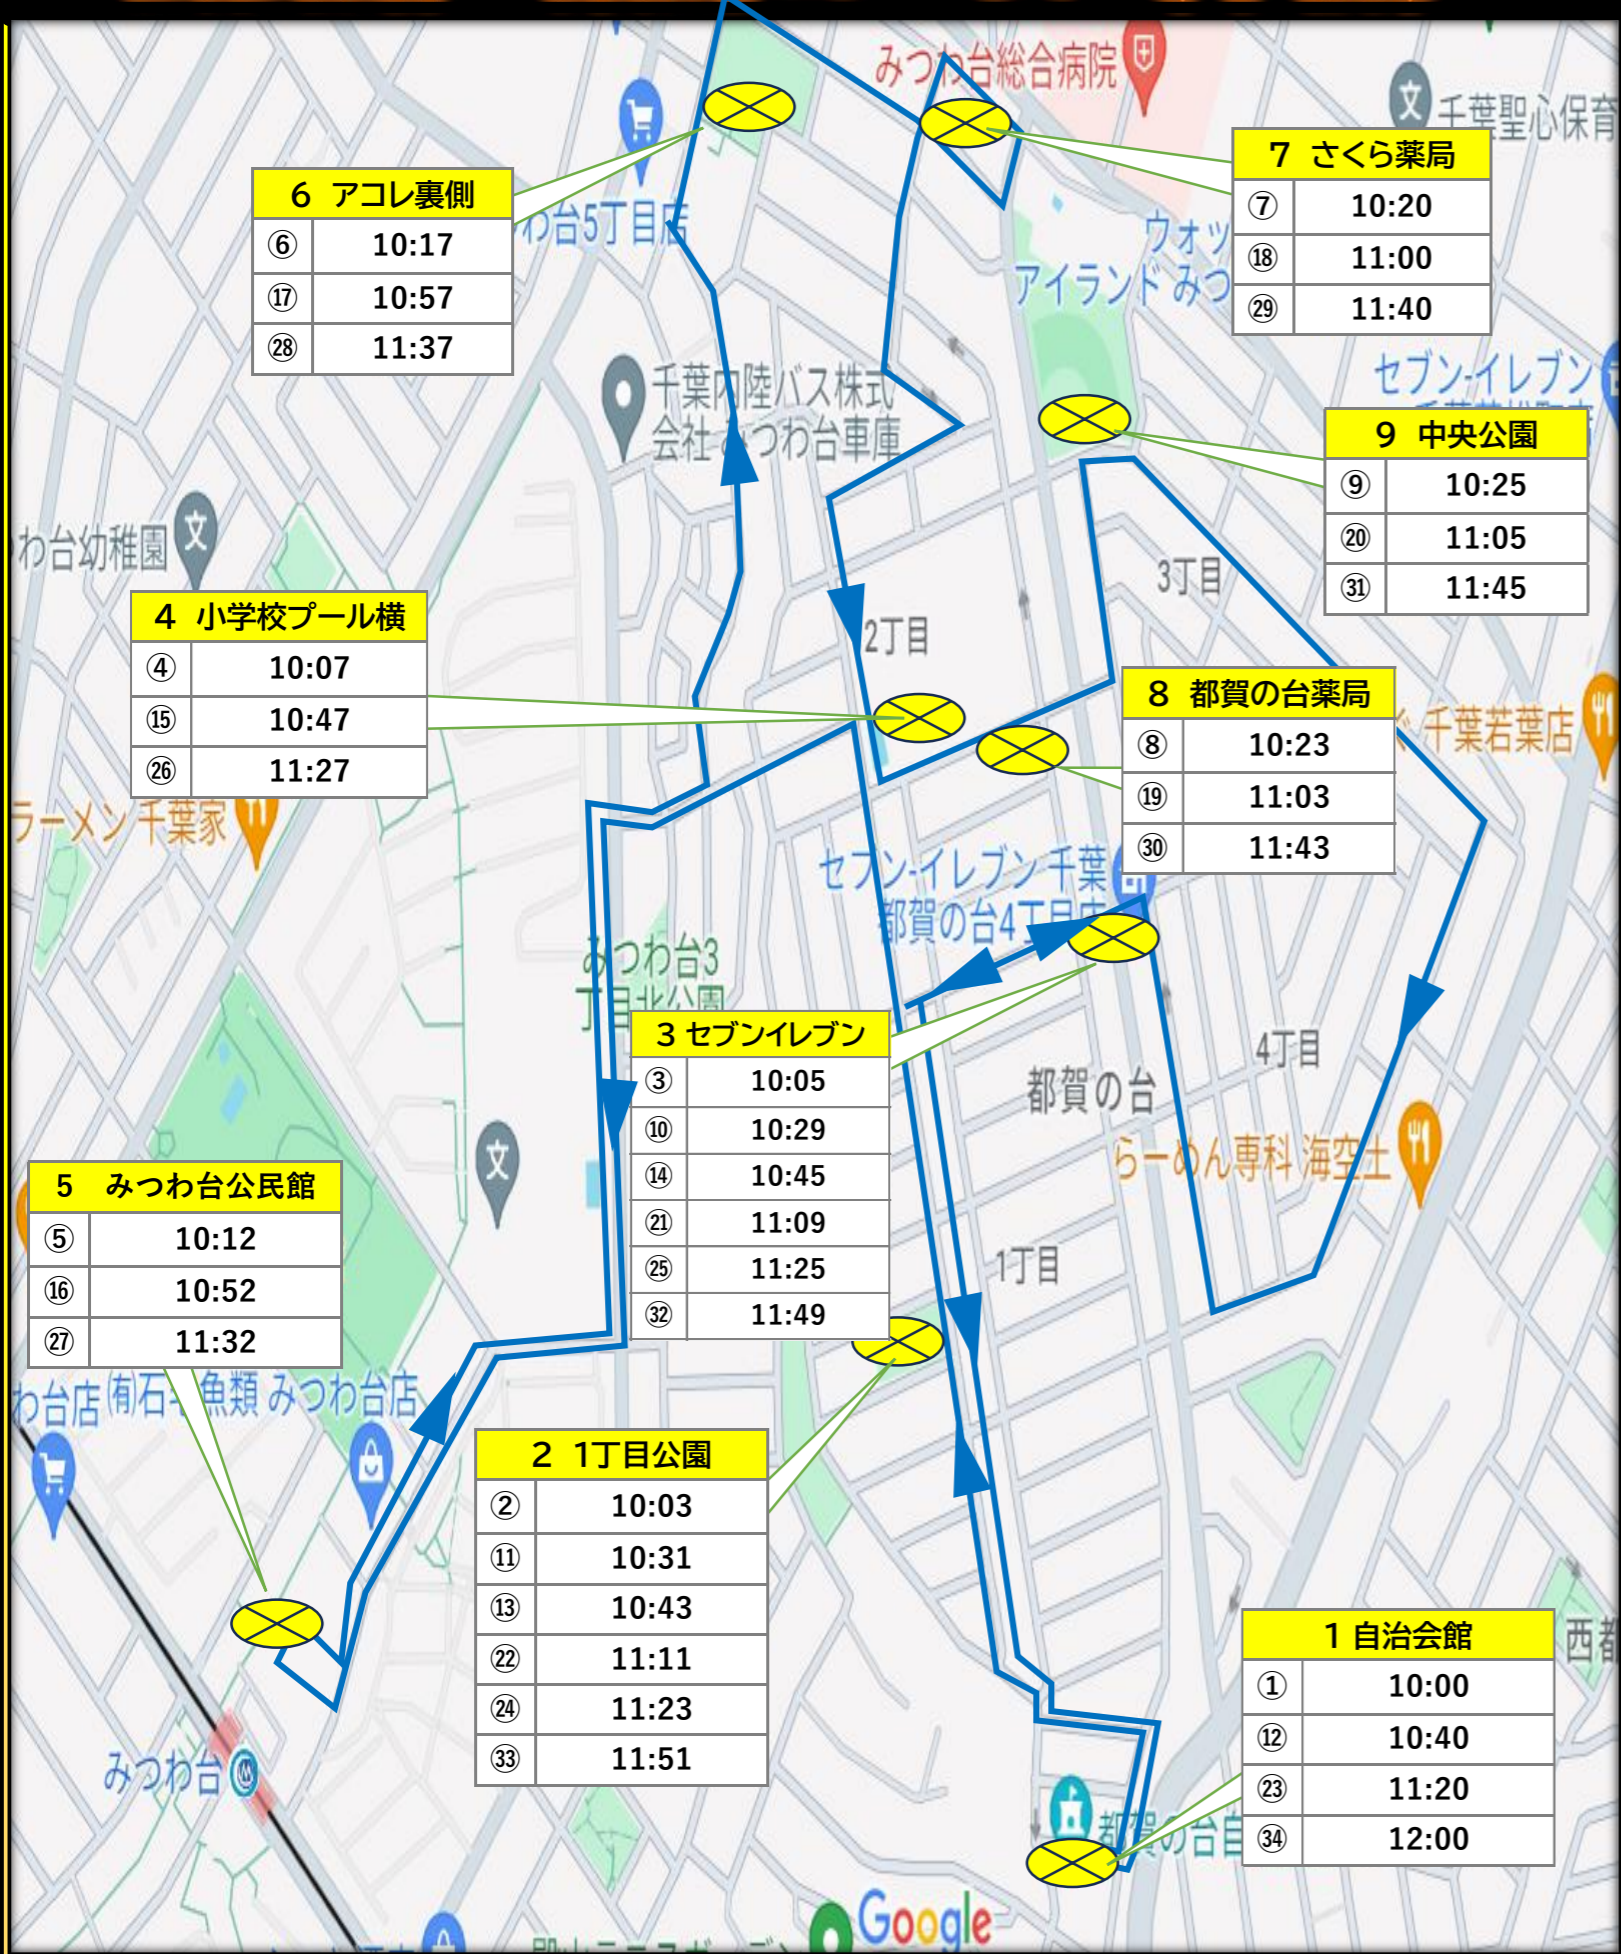 みつわ台総合病院
千葉聖心保育
7 さくら薬局
⑦ 10:20
⑱ 11:00
㉙ 11:40
6 アコレ裏側
⑥ 10:17
⑰ 10:57
㉘ 11:37
わ台5丁目店
ウォッ
アイランド みつ
セブン-イレブン
千葉内陸バス株式
会社 みつわ台車庫
9 中央公園
⑨ 10:25
⑳ 11:05
㉛ 11:45
わ台幼稚園
3丁目
4 小学校プール横
④ 10:07
⑮ 10:47
㉖ 11:27
2丁目
8 都賀の台薬局
⑧ 10:23
⑲ 11:03
㉚ 11:43
千葉若葉店
ラーメン 千葉家
セブン-イレブン 千葉
都賀の台4丁目店
みつわ台3
丁目北公園
3 セブンイレブン
③ 10:05
⑩ 10:29
⑭ 10:45
㉑ 11:09
㉕ 11:25
㉜ 11:49
4丁目
都賀の台
らーめん専科 海空土
5 みつわ台公民館
⑤ 10:12
⑯ 10:52
㉗ 11:32
1丁目
わ台店
(有)石毛魚類 みつわ台店
2 1丁目公園
② 10:03
⑪ 10:31
⑬ 10:43
㉒ 11:11
㉔ 11:23
㉝ 11:51
1 自治会館
① 10:00
⑫ 10:40
㉓ 11:20
㉞ 12:00
西都
みつわ台
都賀の台自
Google